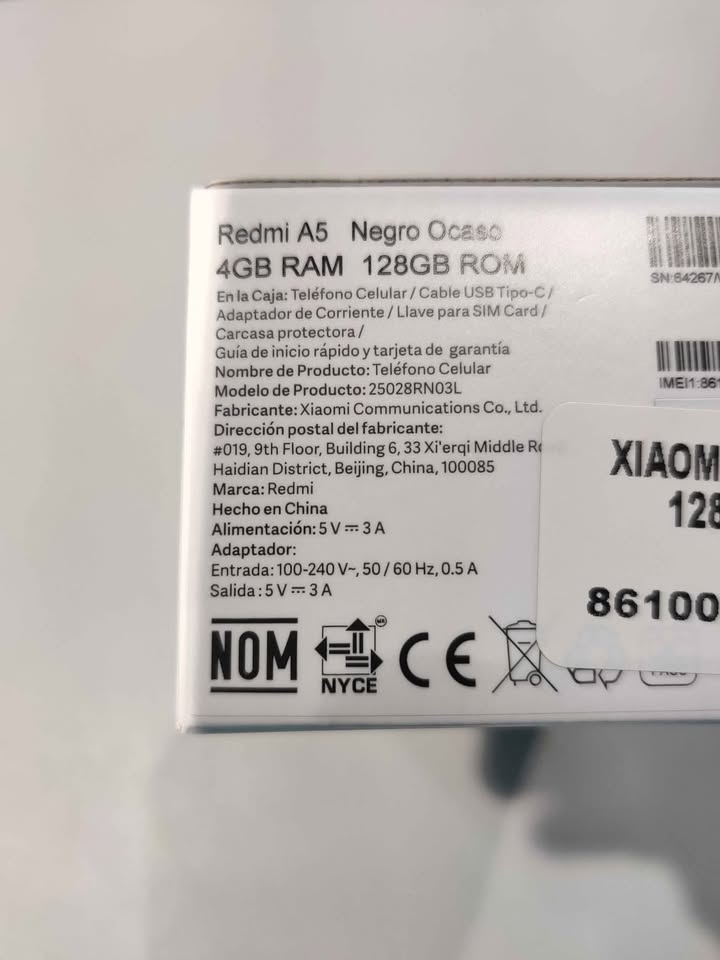 Redmi A5 Negro Ocaso
4GB RAM 128GB ROM
En la Caja: Teléfono Celular / Cable USB Tipo-C /
Adaptador de Corriente / Llave para SIM Card /
Carcasa protectora /
Guía de inicio rápido y tarjeta de garantía
Nombre de Producto: Teléfono Celular
Modelo de Producto: 25028RN03L
Fabricante: Xiaomi Communications Co., Ltd.
Dirección postal del fabricante:
#019, 9th Floor, Building 6, 33 Xi'erqi Middle
Haidian District, Beijing, China, 100085
Marca: Redmi
Hecho en China
Alimentación: 5 V ⎓ 3 A
Adaptador:
Entrada: 100-240 V~, 50 / 60 Hz, 0.5 A
Salida : 5 V ⎓ 3 A
NOM
NYCE
CE
SN:64267/
IMEI1:861
XIAOM
128
86100